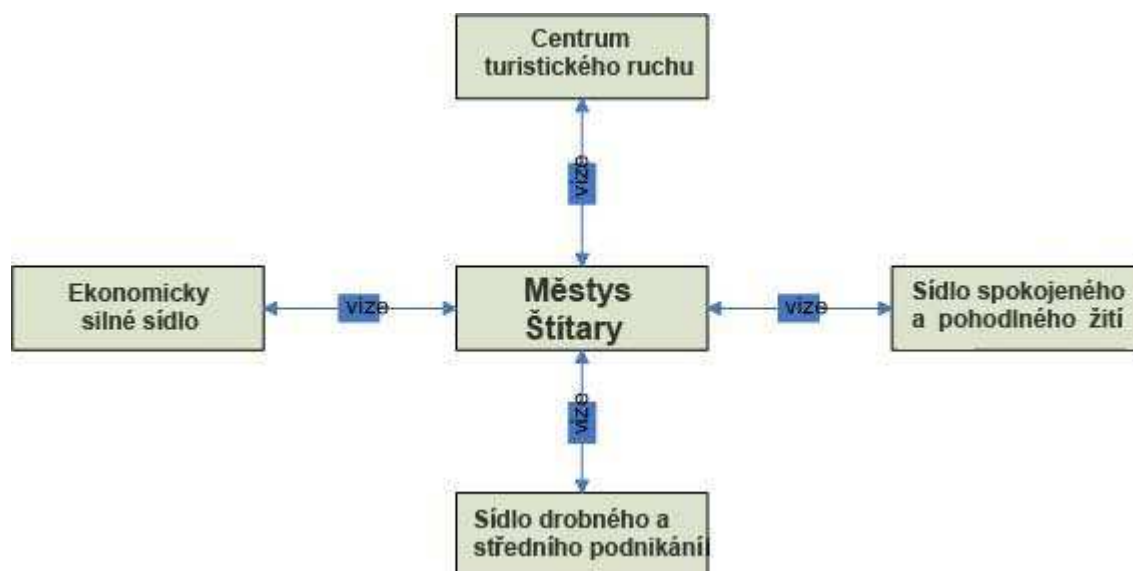 Centrum
turistického ruchu
vize
Ekonomicky
silné sídlo
vize
Městys
Štítary
vize
Sídlo spokojeného
a pohodlného žití
vize
Sídlo drobného a
středního podnikání